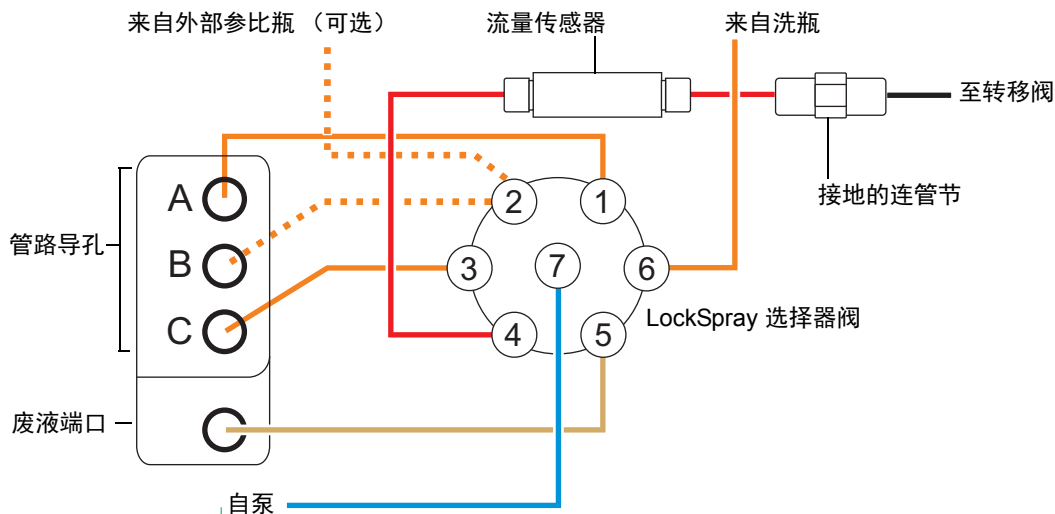 来自外部参比瓶 （可选）
流量传感器
来自洗瓶
至转移阀
接地的连管节
A
2
1
管路导孔
B
3
7
6
C
4
5
LockSpray 选择器阀
废液端口
自泵